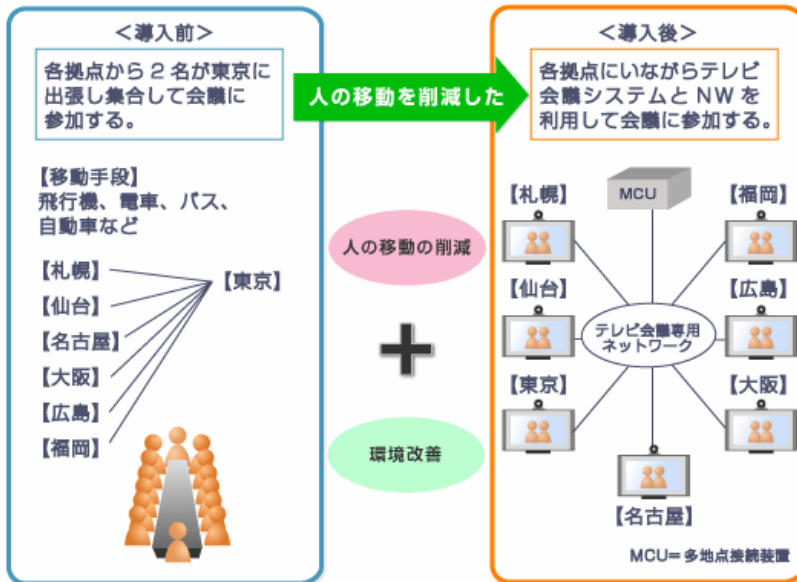 ＜導入前＞
各拠点から2名が東京に
出張し集合して会議に
参加する。
【移動手段】
飛行機、電車、バス、
自動車など
【札幌】
【仙台】
【名古屋】
【大阪】
【広島】
【福岡】
【東京】
人の移動を削減した
人の移動の削減
＋
環境改善
＜導入後＞
各拠点にいながらテレビ
会議システムとNWを
利用して会議に参加する。
【札幌】
MCU
【福岡】
【仙台】
【広島】
テレビ会議専用
ネットワーク
【東京】
【大阪】
【名古屋】
MCU＝多地点接続装置